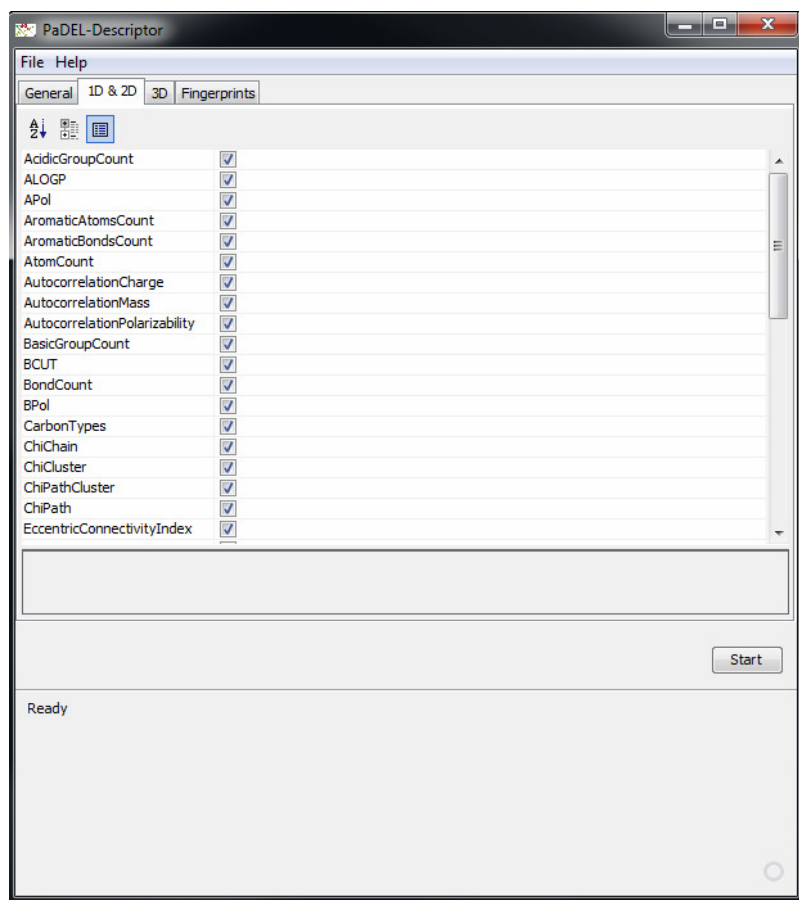 PaDEL-Descriptor
File Help
General 1D & 2D 3D Fingerprints
AcidicGroupCount
ALOGP
APol
AromaticAtomsCount
AromaticBondsCount
AtomCount
AutocorrelationCharge
AutocorrelationMass
AutocorrelationPolarizability
BasicGroupCount
BCUT
BondCount
BPol
CarbonTypes
ChiChain
ChiCluster
ChiPathCluster
ChiPath
EccentricConnectivityIndex
Start
Ready